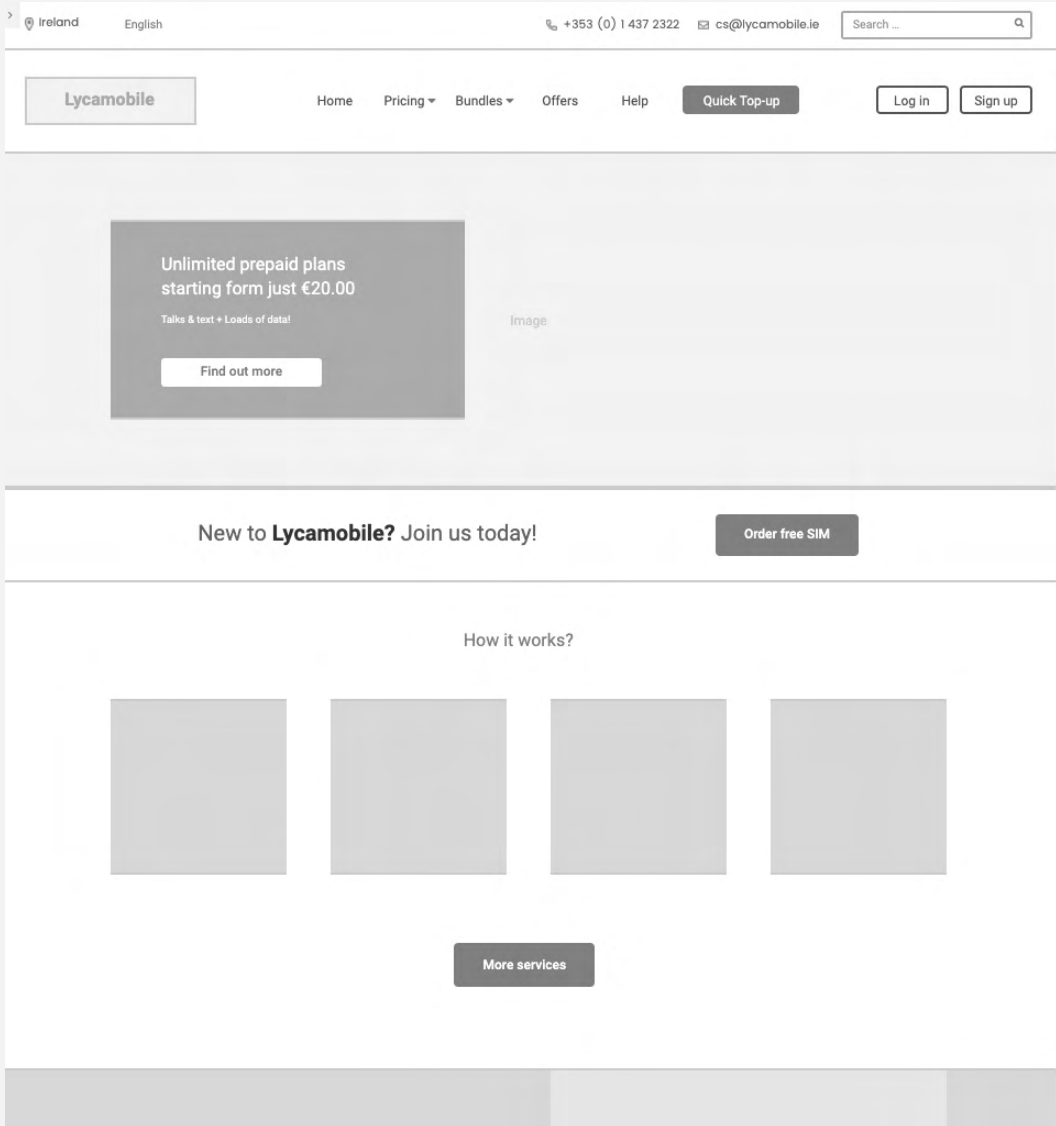 Ireland English +353 (0) 1 437 2322 cs@lycamobile.ie Search ...
Lycamobile Home Pricing Bundles Offers Help Quick Top-up Log in Sign up
Unlimited prepaid plans
starting form just €20.00
Talks & text + Loads of data!
Image
Find out more
New to Lycamobile? Join us today! Order free SIM
How it works?
More services